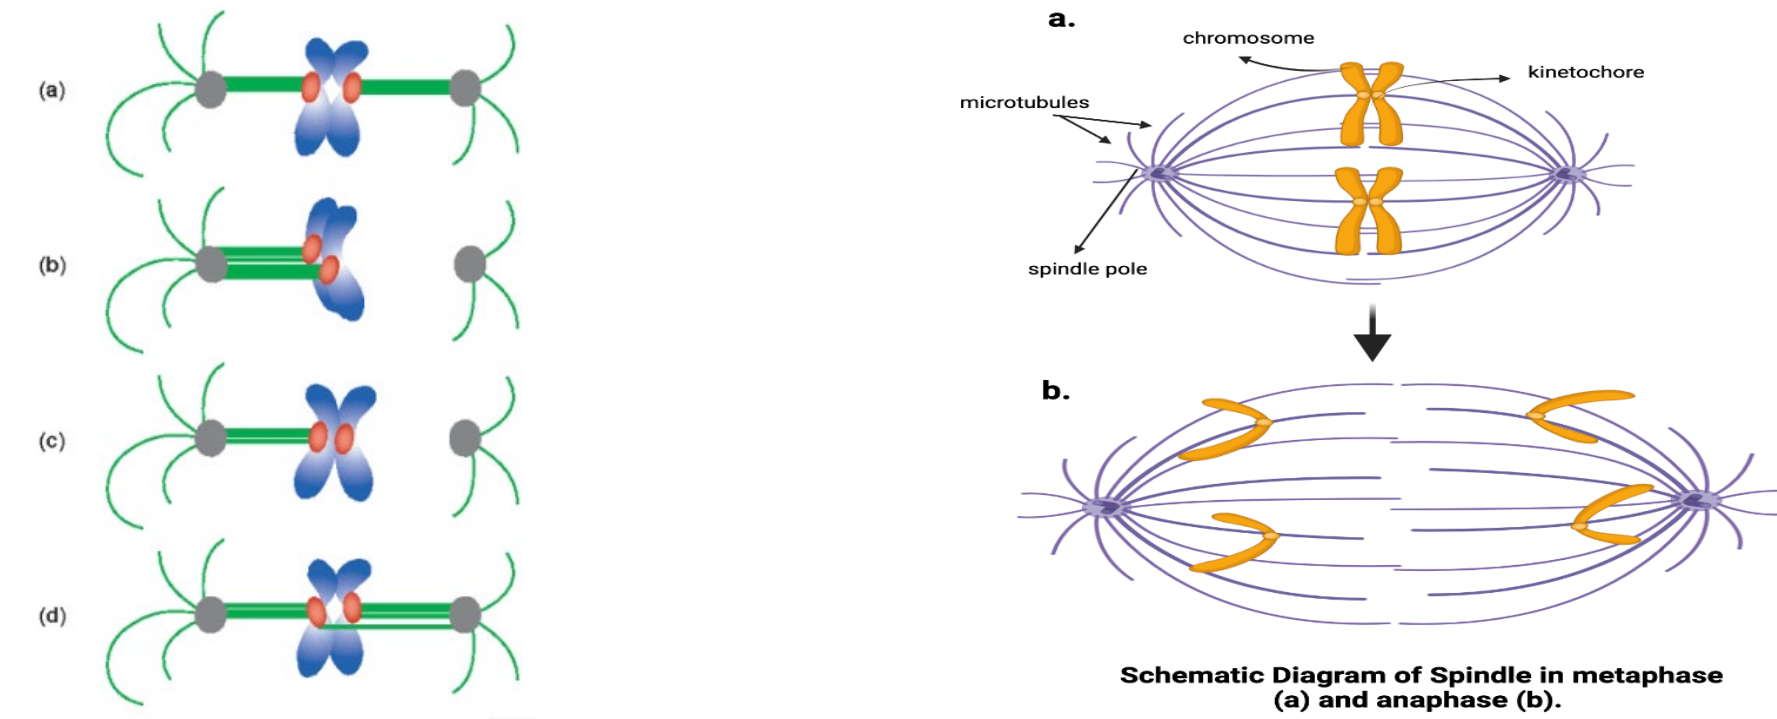 (a)
(b)
(c)
(d)
a.
chromosome
kinetochore
microtubules
spindle pole
b.
Schematic Diagram of Spindle in metaphase
(a) and anaphase (b).